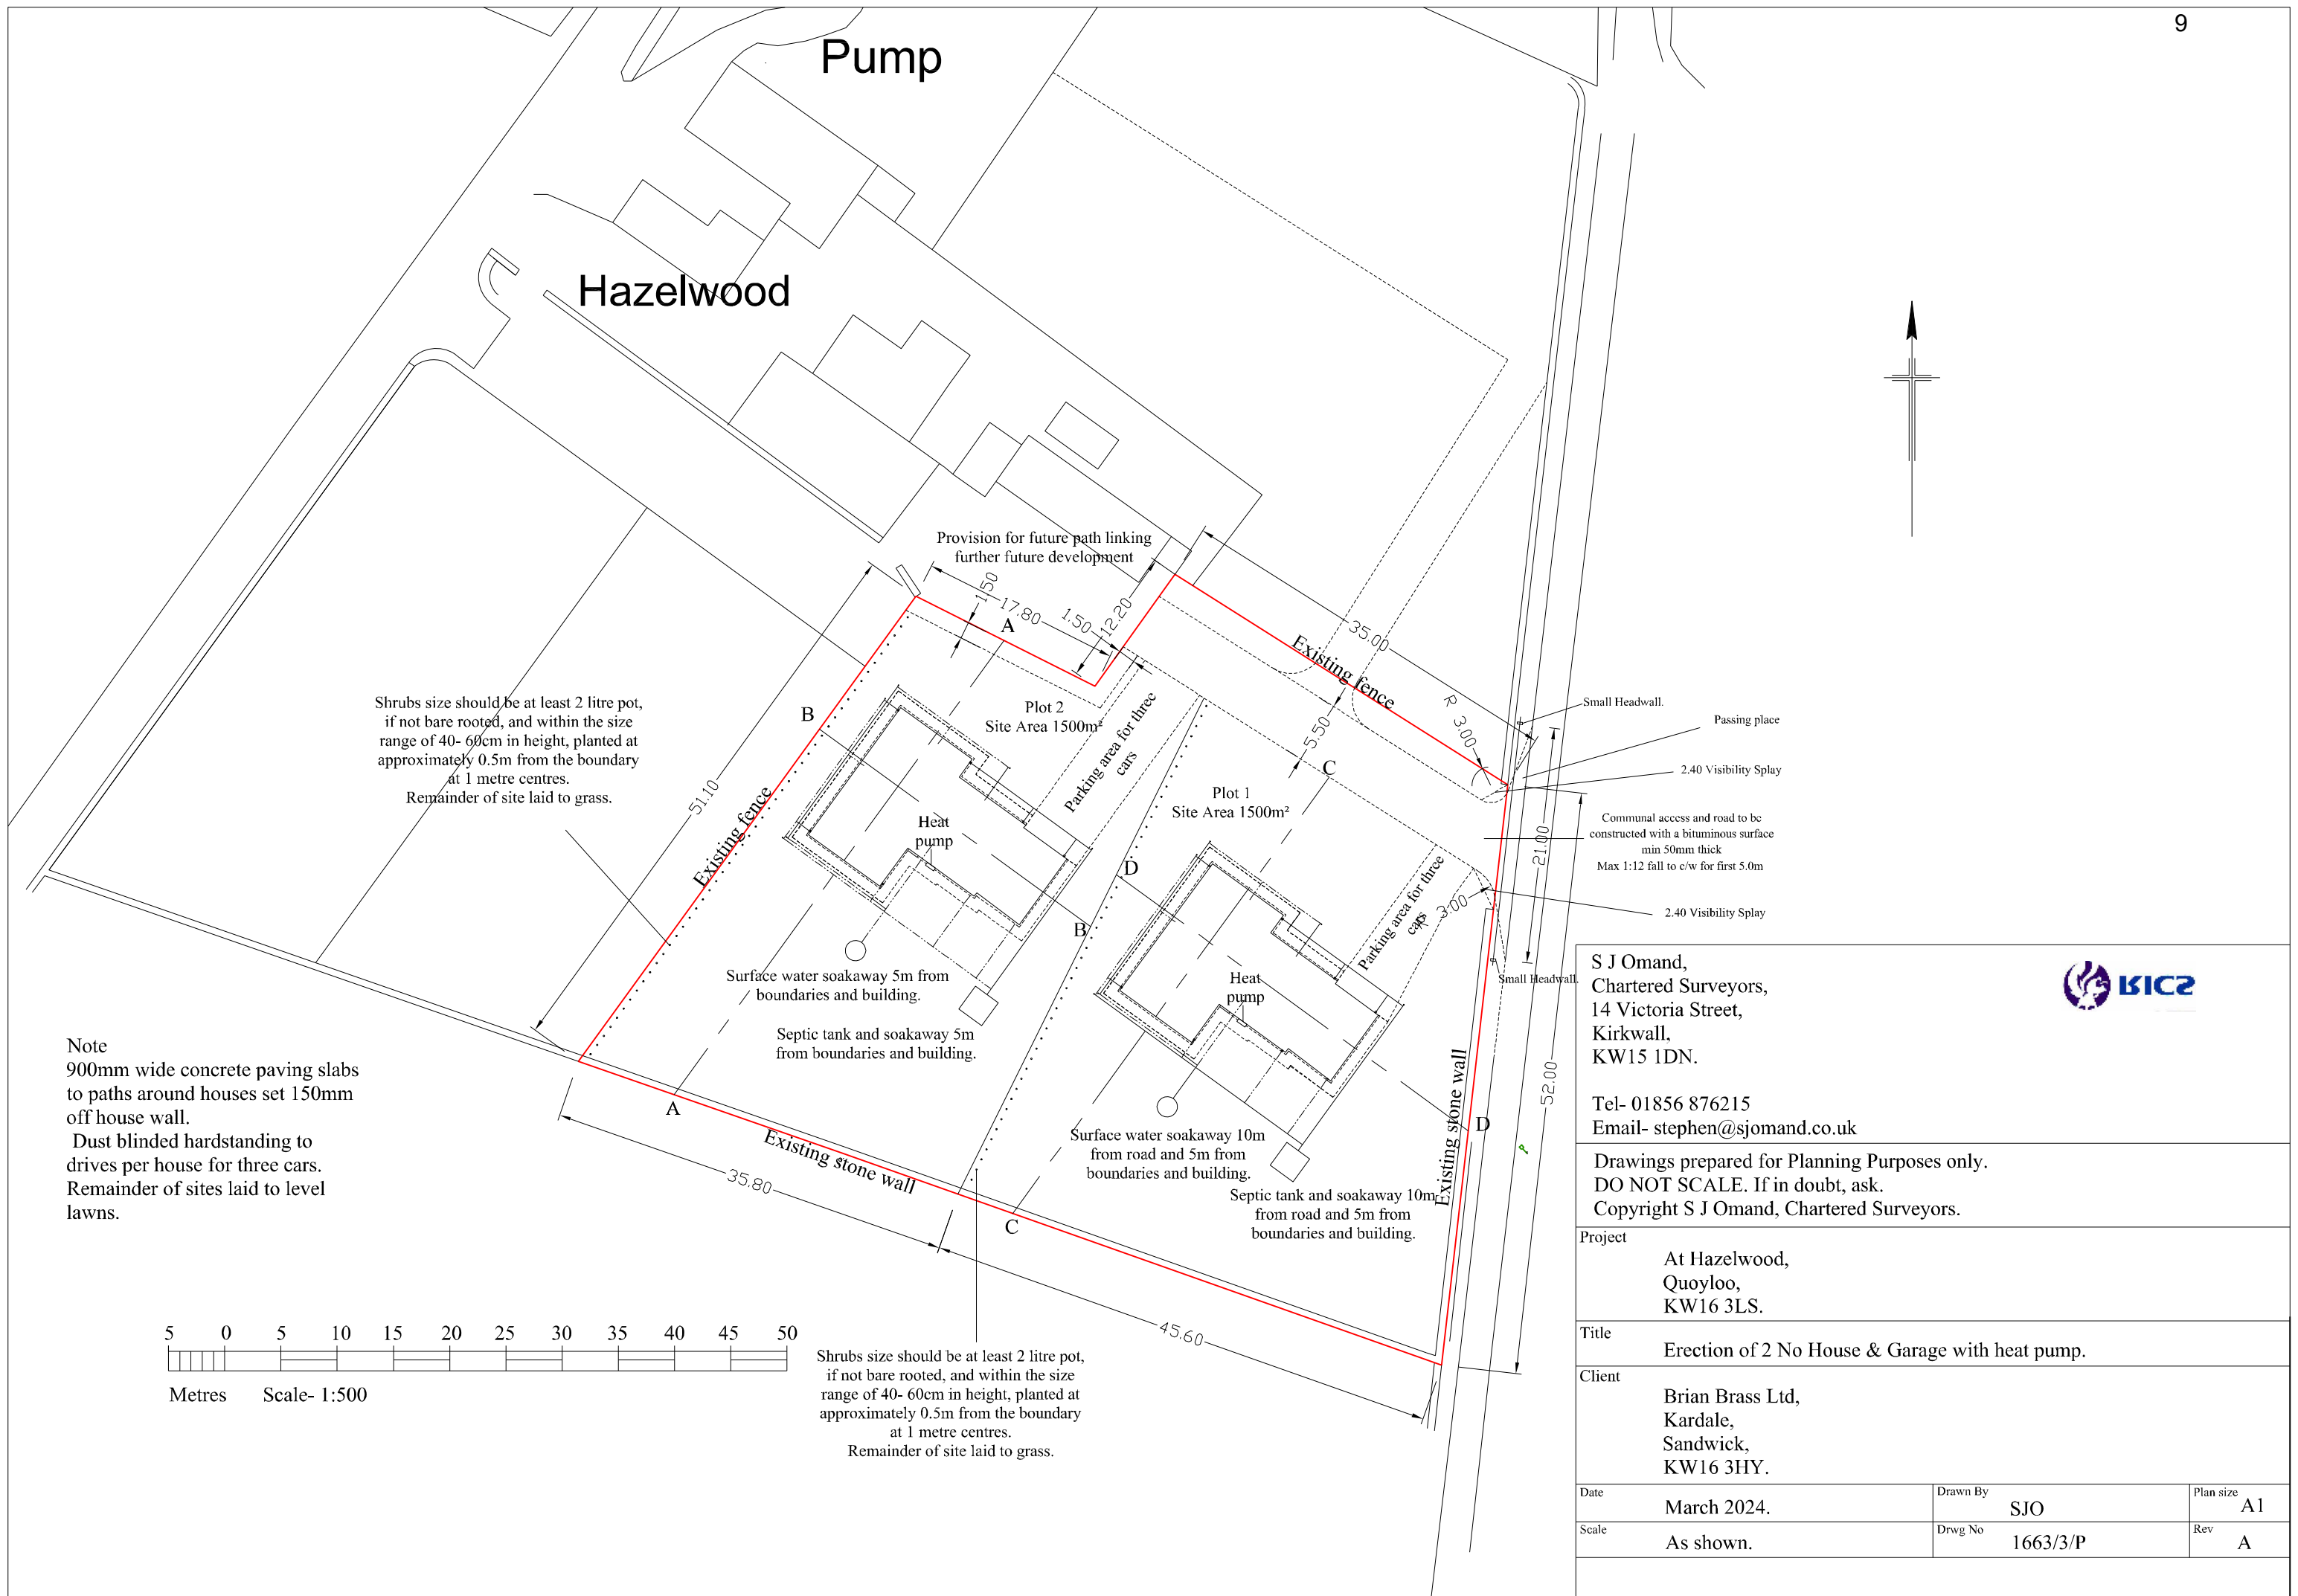 9
Pump
Hazelwood
Provision for future path linking
further future development
1.50
17.80
A
1.50
12.20
35.00
Existing fence
R 3.00
Small Headwall.
Passing place
2.40 Visibility Splay
Communal access and road to be
constructed with a bituminous surface
min 50mm thick
Max 1:12 fall to c/w for first 5.0m
2.40 Visibility Splay
Small Headwall.
21.00
52.00
5.50
C
Shrubs size should be at least 2 litre pot,
if not bare rooted, and within the size
range of 40- 60cm in height, planted at
approximately 0.5m from the boundary
at 1 metre centres.
Remainder of site laid to grass.
B
51.10
Existing fence
Plot 2
Site Area 1500m²
Parking area for three
cars
Heat
pump
Plot 1
Site Area 1500m²
D
B
Parking area for three
cars
R 3.00
Heat
pump
Surface water soakaway 5m from
boundaries and building.
Septic tank and soakaway 5m
from boundaries and building.
Surface water soakaway 10m
from road and 5m from
boundaries and building.
Septic tank and soakaway 10m
from road and 5m from
boundaries and building.
Existing stone wall
D
A
Existing stone wall
C
35.80
45.60
Note
900mm wide concrete paving slabs
to paths around houses set 150mm
off house wall.
Dust blinded hardstanding to
drives per house for three cars.
Remainder of sites laid to level
lawns.
5 0 5 10 15 20 25 30 35 40 45 50
Metres Scale- 1:500
Shrubs size should be at least 2 litre pot,
if not bare rooted, and within the size
range of 40- 60cm in height, planted at
approximately 0.5m from the boundary
at 1 metre centres.
Remainder of site laid to grass.
S J Omand,
Chartered Surveyors,
14 Victoria Street,
Kirkwall,
KW15 1DN.
RICS
Tel- 01856 876215
Email- stephen@sjomand.co.uk
Drawings prepared for Planning Purposes only.
DO NOT SCALE. If in doubt, ask.
Copyright S J Omand, Chartered Surveyors.
Project
At Hazelwood,
Quoyloo,
KW16 3LS.
Title
Erection of 2 No House & Garage with heat pump.
Client
Brian Brass Ltd,
Kardale,
Sandwick,
KW16 3HY.
Date
March 2024.
Drawn By
SJO
Plan size
A1
Scale
As shown.
Drwg No
1663/3/P
Rev
A